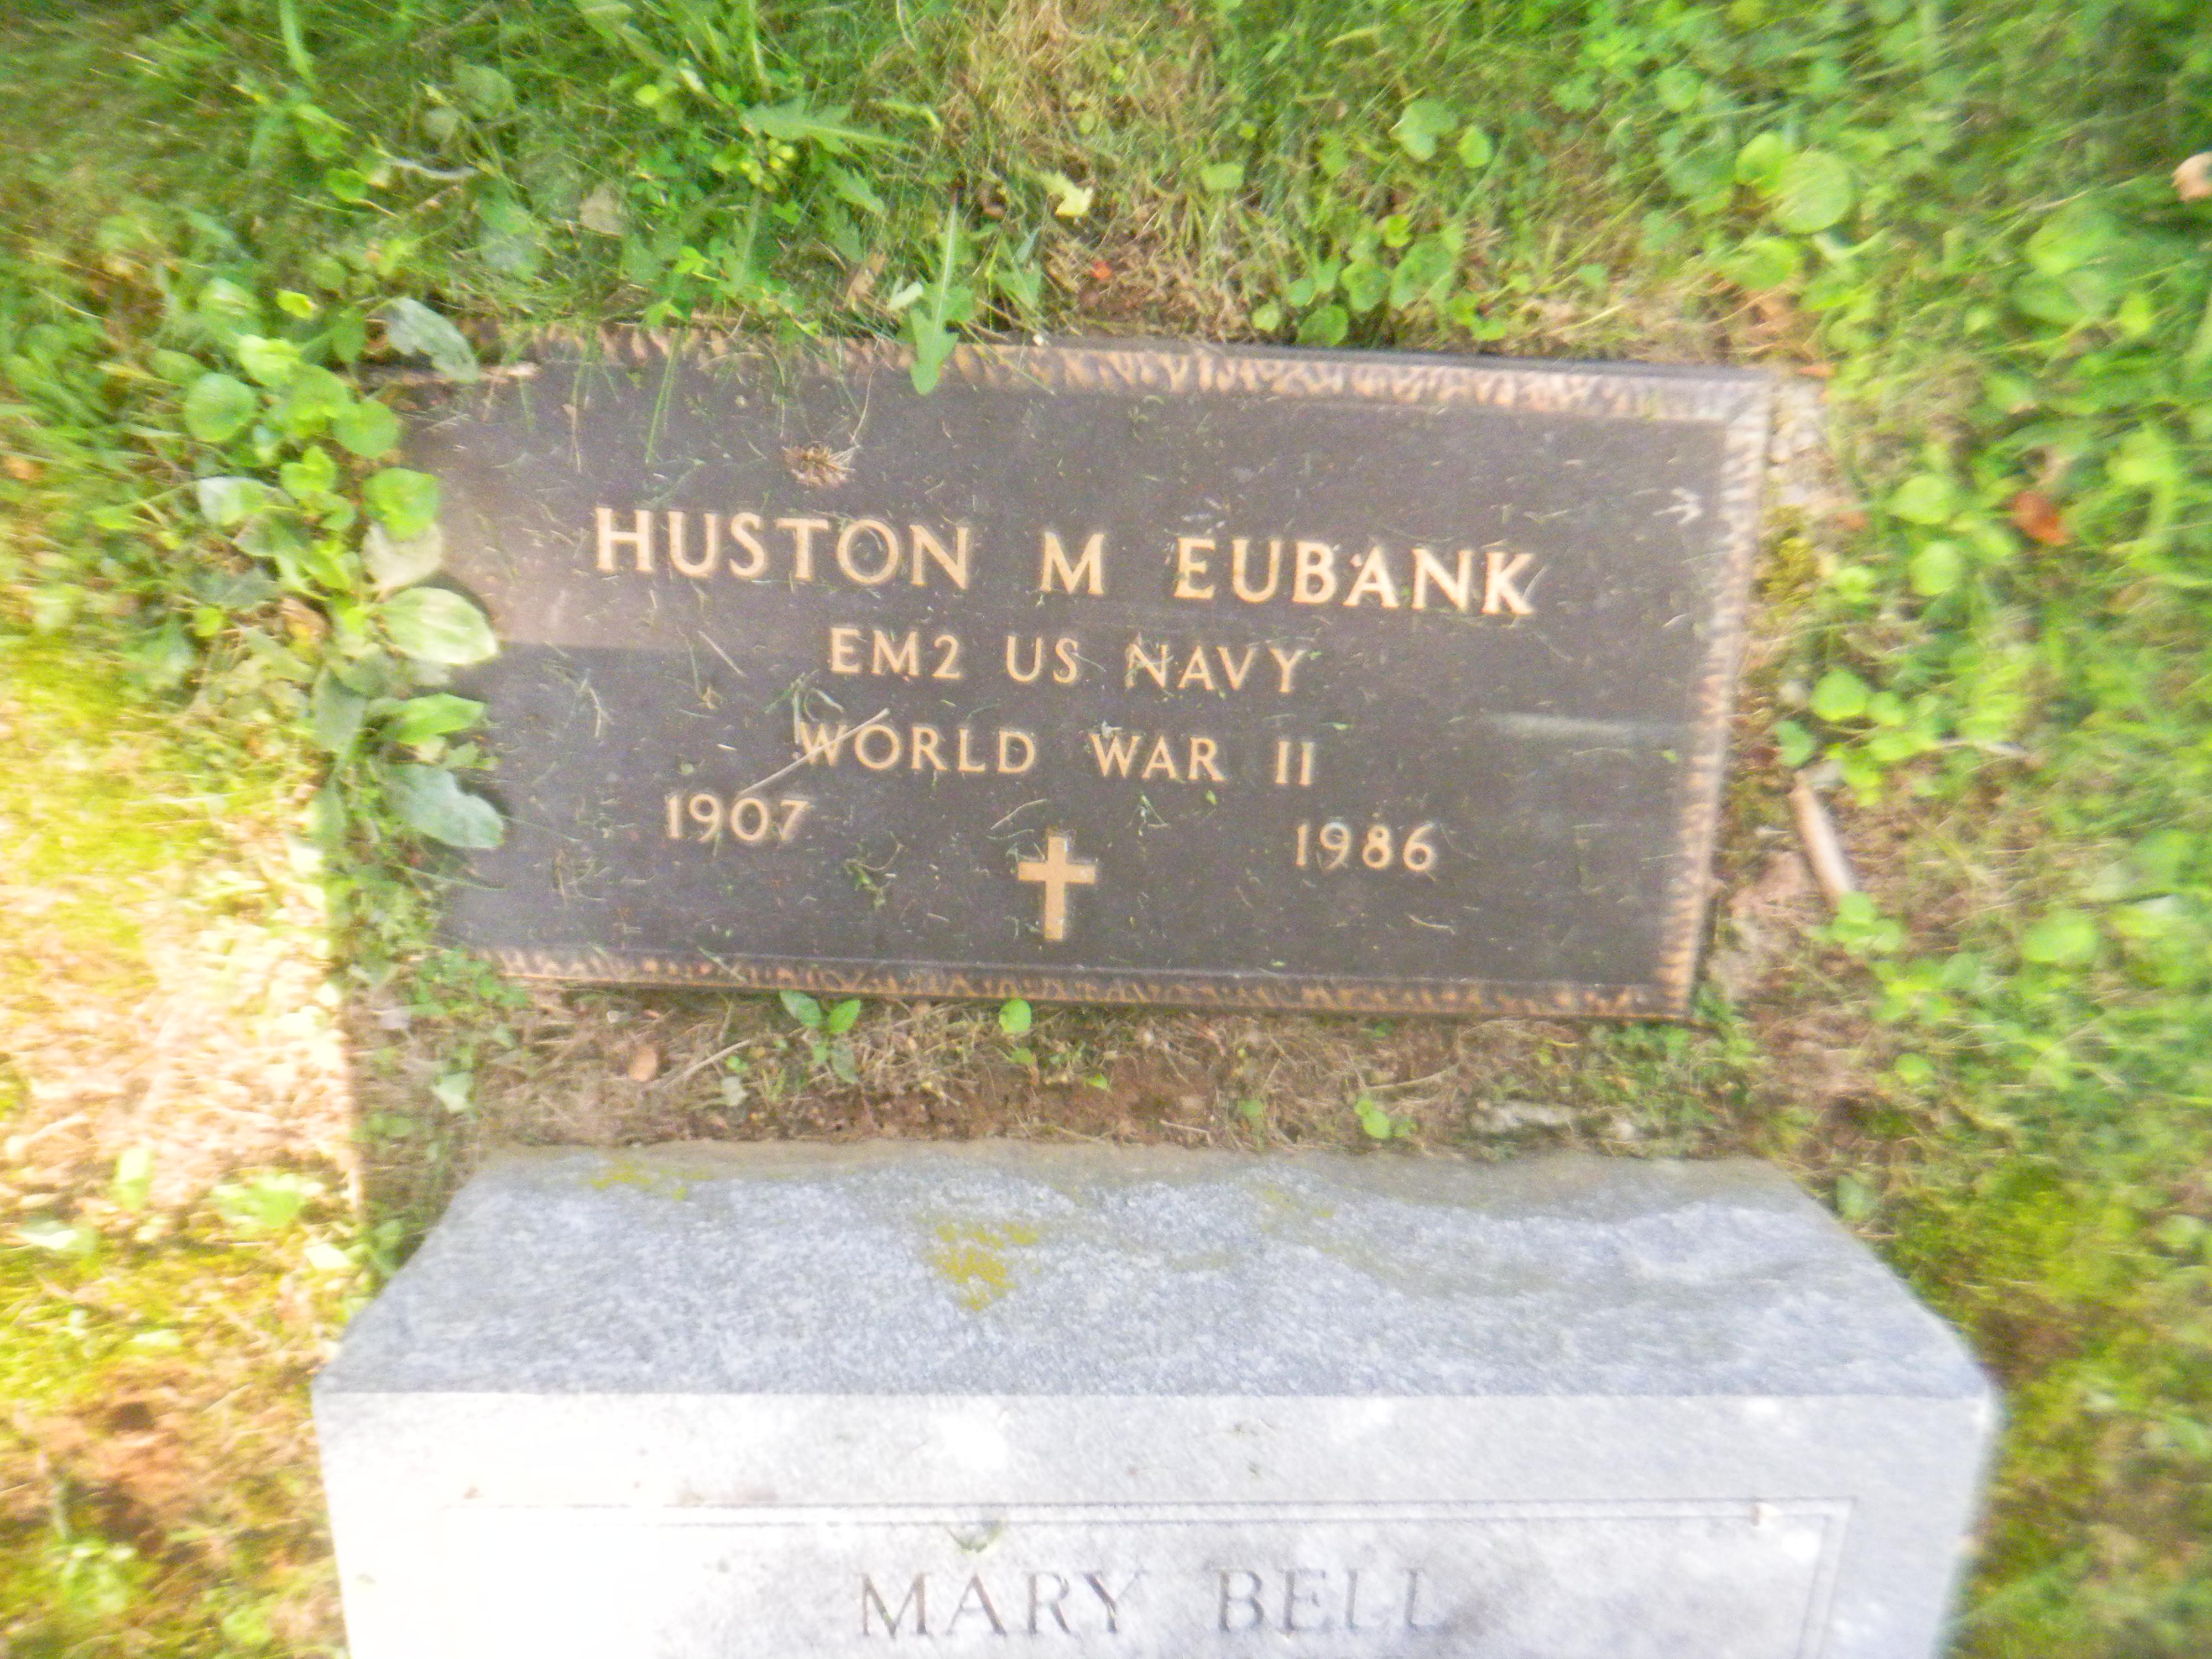 HUSTON M EUBANK
EM2 US NAVY
WORLD WAR II
1907 1986
MARY BELL